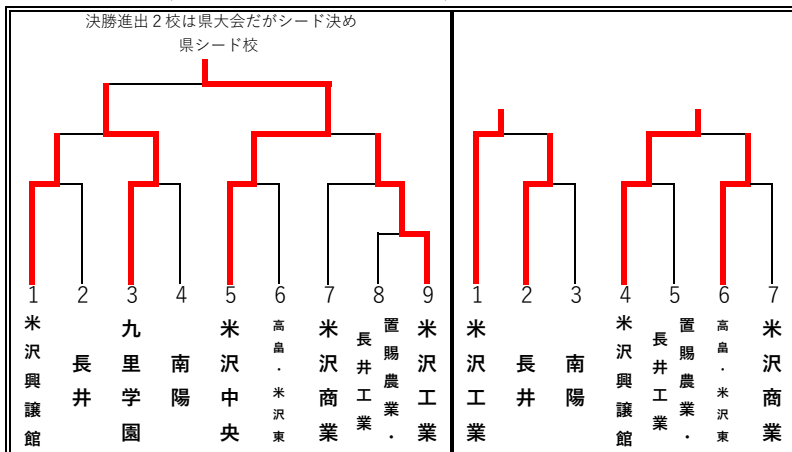 決勝進出２校は県大会だがシード決め
県シード校
1 2 3 4 5 6 7 8 9
米沢興譲館
長井
九里学園
南陽
米沢中央
高畠・米沢東
米沢商業
置賜農業・
長井工業
米沢工業
1 2 3 4 5 6 7
米沢工業
長井
南陽
米沢興譲館
置賜農業・
長井工業
高畠・米沢東
米沢商業